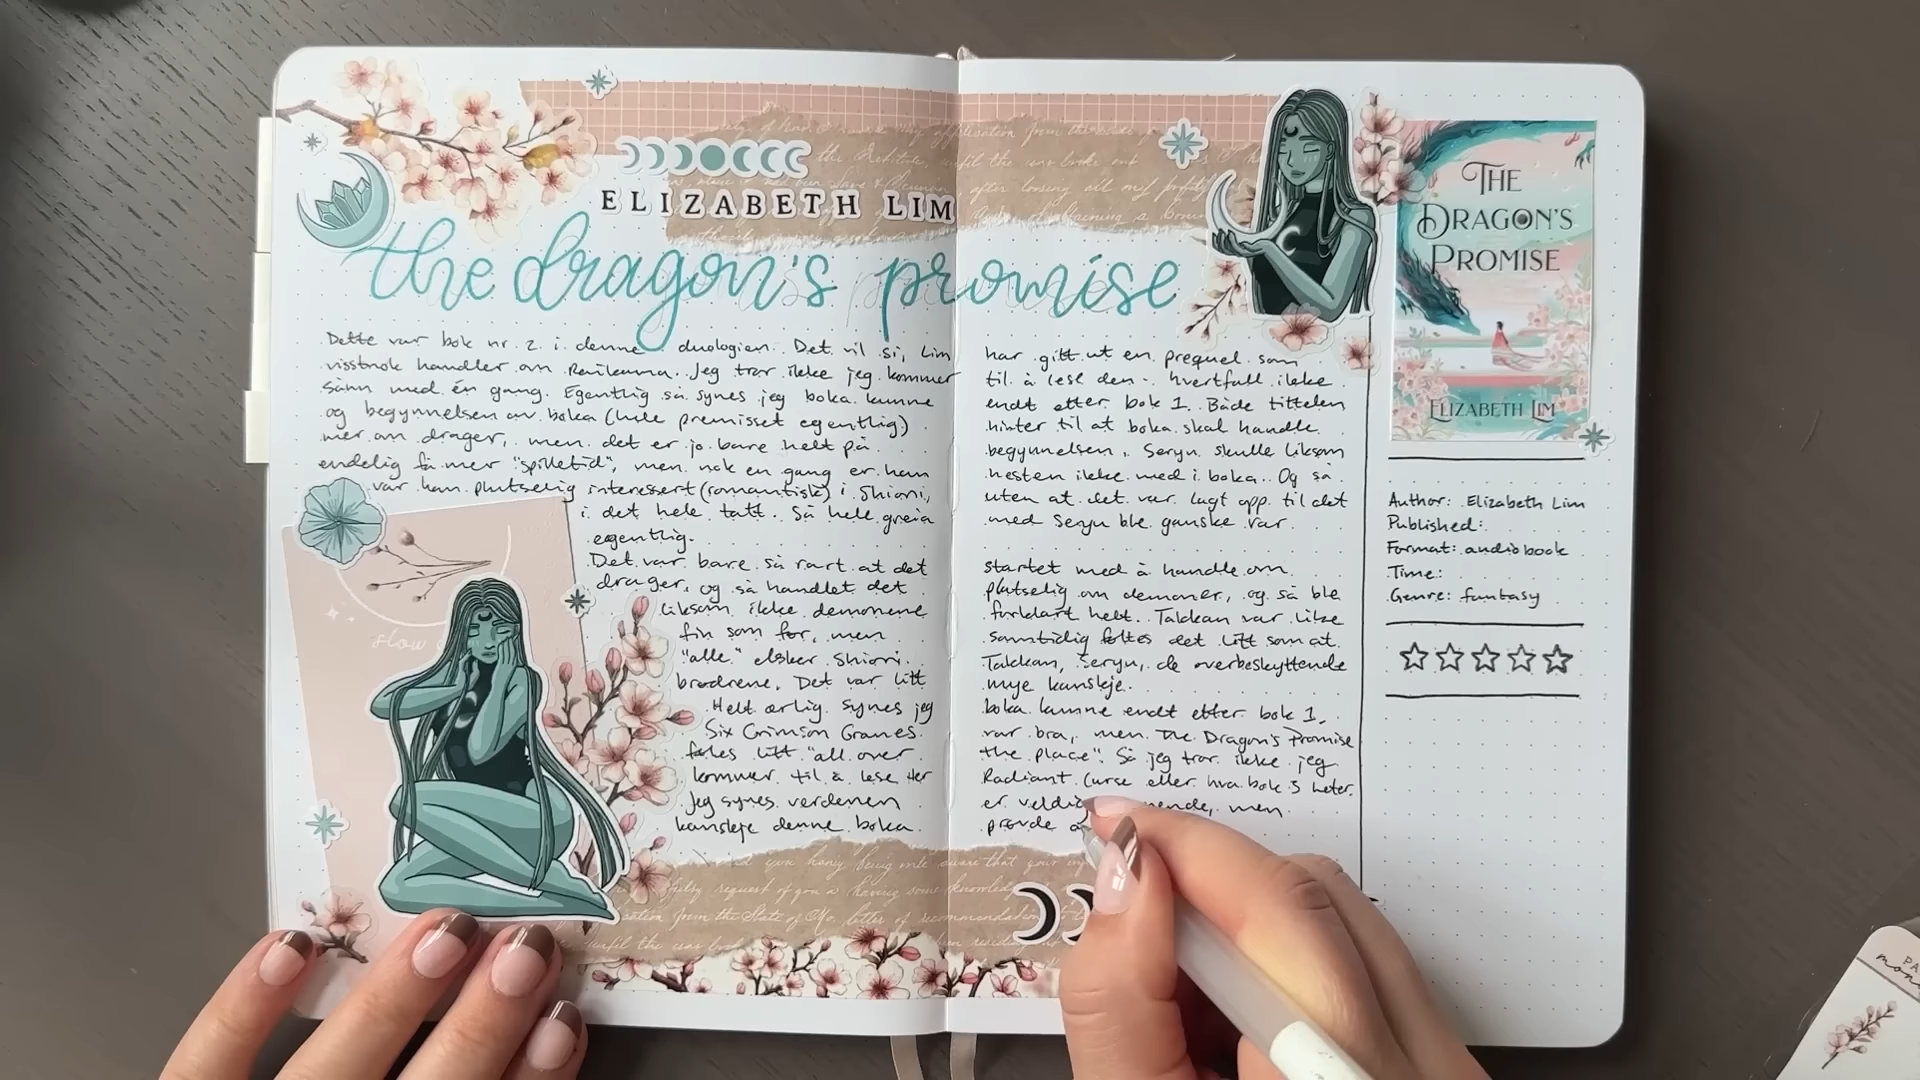 ELIZABETH LIM
the dragon's promise
Dette var bok nr. 2 i denne duologien. Det vil si, Lim har gitt ut en prequel som
visstnok handler om Raikama. Jeg tror ikke jeg kommer til å lese den - hvertfall ikke
sånn med én gang. Egentlig så synes jeg boka kunne endt etter bok 1. Både tittelen
og begynnelsen av boka (hele premisset egentlig) hinter til at boka skal handle
mer om drager, men det er jo bare helt på begynnelsen. Seryu skulle liksom
endelig få mer "spilletid", men nok en gang er han nesten ikke med i boka. Og så
var han plutselig interessert (romantisk) i Shiori, uten at det var lagt opp til det
i det hele tatt. Så hele greia med Seryu ble ganske rar
egentlig.
Det var bare så rart at det startet med å handle om
drager, og så handlet det plutselig om demoner, og så ble
liksom ikke demonene forklart helt. Takkan var like
fin som før, men samtidig føltes det litt som at
"alle" elsker Shiori. Takkan, Seryu, de overbeskyttende
brødrene. Det var litt mye kanskje.
Helt ærlig synes jeg boka kunne endt etter bok 1.
Six Crimson Cranes var bra, men The Dragon's Promise
føles litt "all over the place". Så jeg tror ikke jeg
kommer til å lese Her Radiant Curse eller hva bok 3 heter.
Jeg synes verdenen er men
kanskje denne boka prøvde
slow
THE
DRAGON'S
PROMISE
ELIZABETH LIM
Author: Elizabeth Lim
Published:
Format: audiobook
Time:
Genre: fantasy